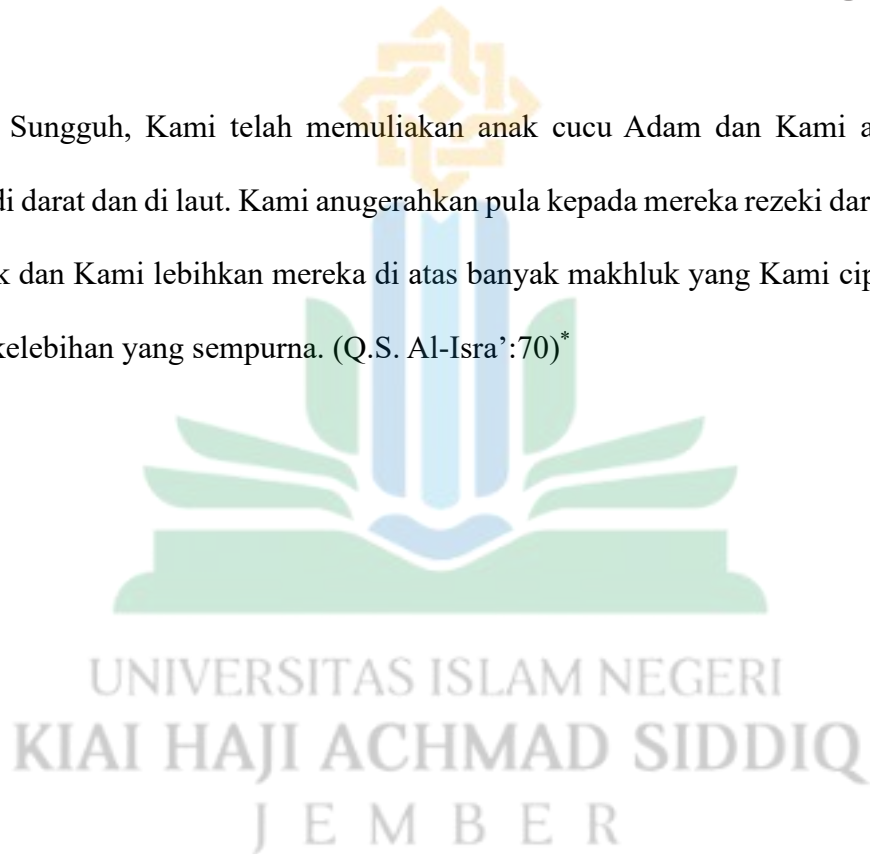 Sungguh, Kami telah memuliakan anak cucu Adam dan Kami a
di darat dan di laut. Kami anugerahkan pula kepada mereka rezeki dar
k dan Kami lebihkan mereka di atas banyak makhluk yang Kami cip
kelebihan yang sempurna. (Q.S. Al-Isra’:70)*
UNIVERSITAS ISLAM NEGERI
KIAI HAJI ACHMAD SIDDIQ
JEMBER